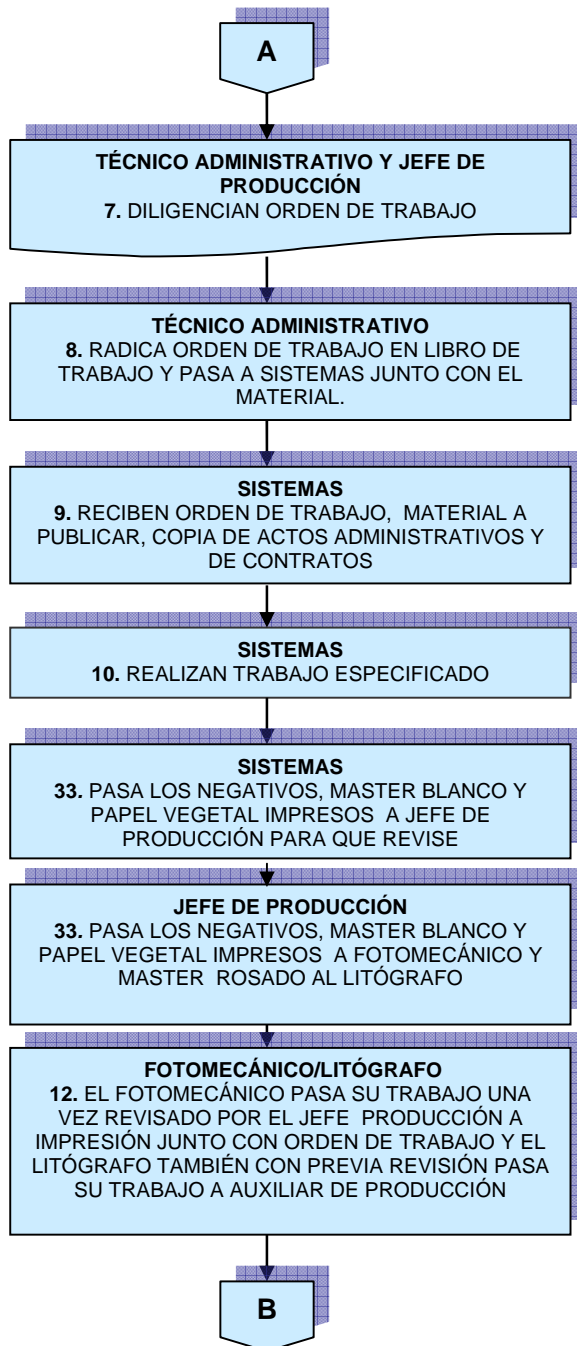 A
TÉCNICO ADMINISTRATIVO Y JEFE DE
PRODUCCIÓN
7. DILIGENCIAN ORDEN DE TRABAJO
TÉCNICO ADMINISTRATIVO
8. RADICA ORDEN DE TRABAJO EN LIBRO DE
TRABAJO Y PASA A SISTEMAS JUNTO CON EL
MATERIAL.
SISTEMAS
9. RECIBEN ORDEN DE TRABAJO, MATERIAL A
PUBLICAR, COPIA DE ACTOS ADMINISTRATIVOS Y
DE CONTRATOS
SISTEMAS
10. REALIZAN TRABAJO ESPECIFICADO
SISTEMAS
33. PASA LOS NEGATIVOS, MASTER BLANCO Y
PAPEL VEGETAL IMPRESOS A JEFE DE
PRODUCCIÓN PARA QUE REVISE
JEFE DE PRODUCCIÓN
33. PASA LOS NEGATIVOS, MASTER BLANCO Y
PAPEL VEGETAL IMPRESOS A FOTOMECÁNICO Y
MASTER ROSADO AL LITÓGRAFO
FOTOMECÁNICO/LITÓGRAFO
12. EL FOTOMECÁNICO PASA SU TRABAJO UNA
VEZ REVISADO POR EL JEFE PRODUCCIÓN A
IMPRESIÓN JUNTO CON ORDEN DE TRABAJO Y EL
LITÓGRAFO TAMBIÉN CON PREVIA REVISIÓN PASA
SU TRABAJO A AUXILIAR DE PRODUCCIÓN
B